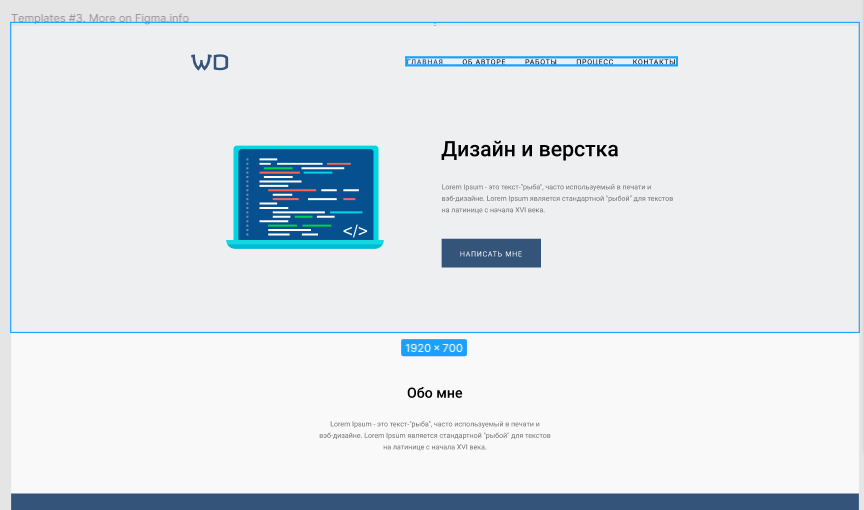 Templates #3. More on Figma.info
WD
ГЛАВНАЯ ОБ АВТОРЕ РАБОТЫ ПРОЦЕСС КОНТАКТЫ
Дизайн и верстка
Lorem Ipsum - это текст-"рыба", часто используемый в печати и
вэб-дизайне. Lorem Ipsum является стандартной "рыбой" для текстов
на латинице с начала XVI века.
</>
НАПИСАТЬ МНЕ
1920 × 700
Обо мне
Lorem Ipsum - это текст-"рыба", часто используемый в печати и
вэб-дизайне. Lorem Ipsum является стандартной "рыбой" для текстов
на латинице с начала XVI века.